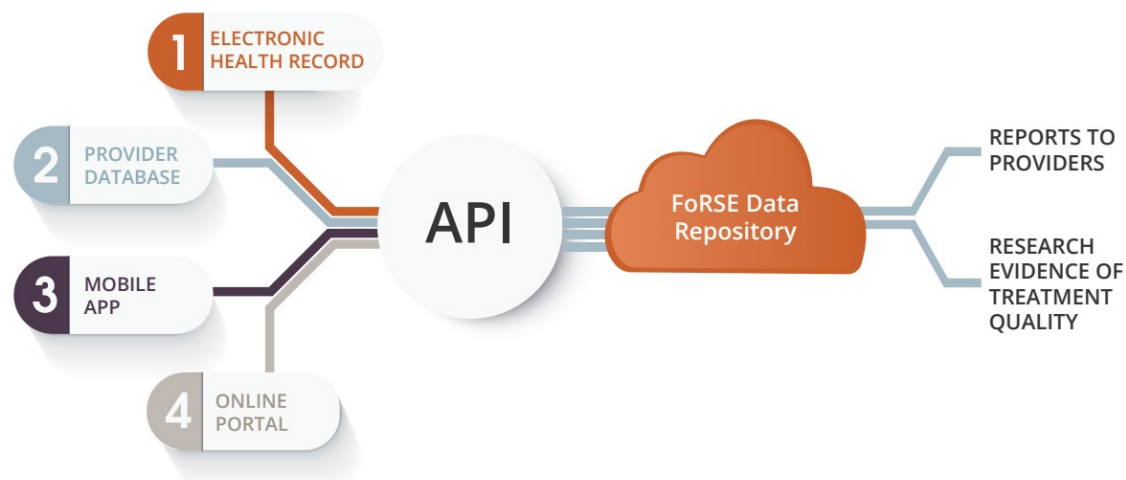 1
ELECTRONIC
HEALTH RECORD
2
PROVIDER
DATABASE
3
MOBILE
APP
4
ONLINE
PORTAL
API
FoRSE Data
Repository
REPORTS TO
PROVIDERS
RESEARCH
EVIDENCE OF
TREATMENT
QUALITY